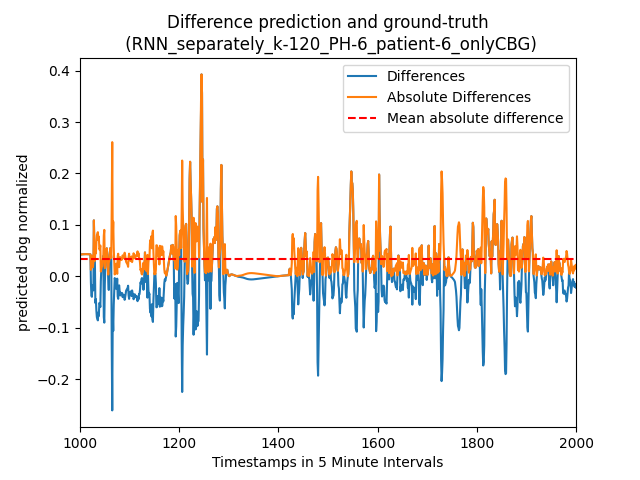 Difference prediction and ground-truth
(RNN_separately_k-120_PH-6_patient-6_onlyCBG)
Differences
Absolute Differences
Mean absolute difference
predicted cbg normalized
0.4
0.3
0.2
0.1
0.0
−0.1
−0.2
1000
1200
1400
1600
1800
2000
Timestamps in 5 Minute Intervals